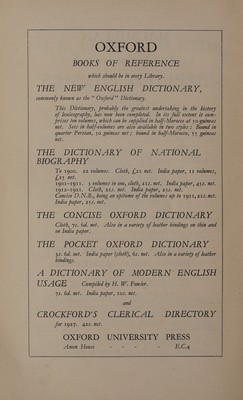 OXFORD
BOOKS OF REFERENCE
which should be in every Library.
THE NEW ENGLISH DICTIONARY,
commonly known as the "Oxford" Dictionary.
This Dictionary, probably the greatest undertaking in the history
of lexicography, has now been completed. In its full extent it com-
prises ten volumes, which can be supplied in half-Morocco at 50 guineas
net. Sets in half-volumes are also available in two styles: Bound in
quarter Persian, 50 guineas net: bound in half-Morocco, 55 guineas
net.
THE DICTIONARY OF NATIONAL
BIOGRAPHY
To 1900. 22 volumes. Cloth, £21 net. India paper, 11 volumes,
£25 net.
1901-1911. 3 volumes in one, cloth, net. India paper, net.
1912-1921. Cloth, 21s. net. India paper, net.
Concise D.N.B., being an epitome of the volumes up to 1911, net.
India paper, net.
THE CONCISE OXFORD DICTIONARY
Cloth, 7s. 6d. net. Also in a variety of leather bindings on thin and
on India paper.
THE POCKET OXFORD DICTIONARY
3s. 6d. net. India paper (cloth), 6s. net. Also in a variety of leather
bindings.
A DICTIONARY OF MODERN ENGLISH
USAGE Compiled by H. W. Fowler.
7s. 6d. net. India paper, net.
and
CROCKFORD'S CLERICAL DIRECTORY
for 1927. 42s. net.
OXFORD UNIVERSITY PRESS
Amen House - - - - E.C.4